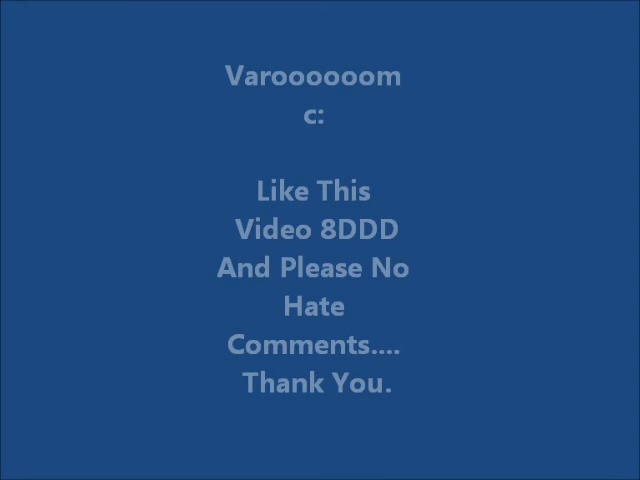 Varoooooom
c:
Like This
Video 8DDD
And Please No
Hate
Comments....
Thank You.